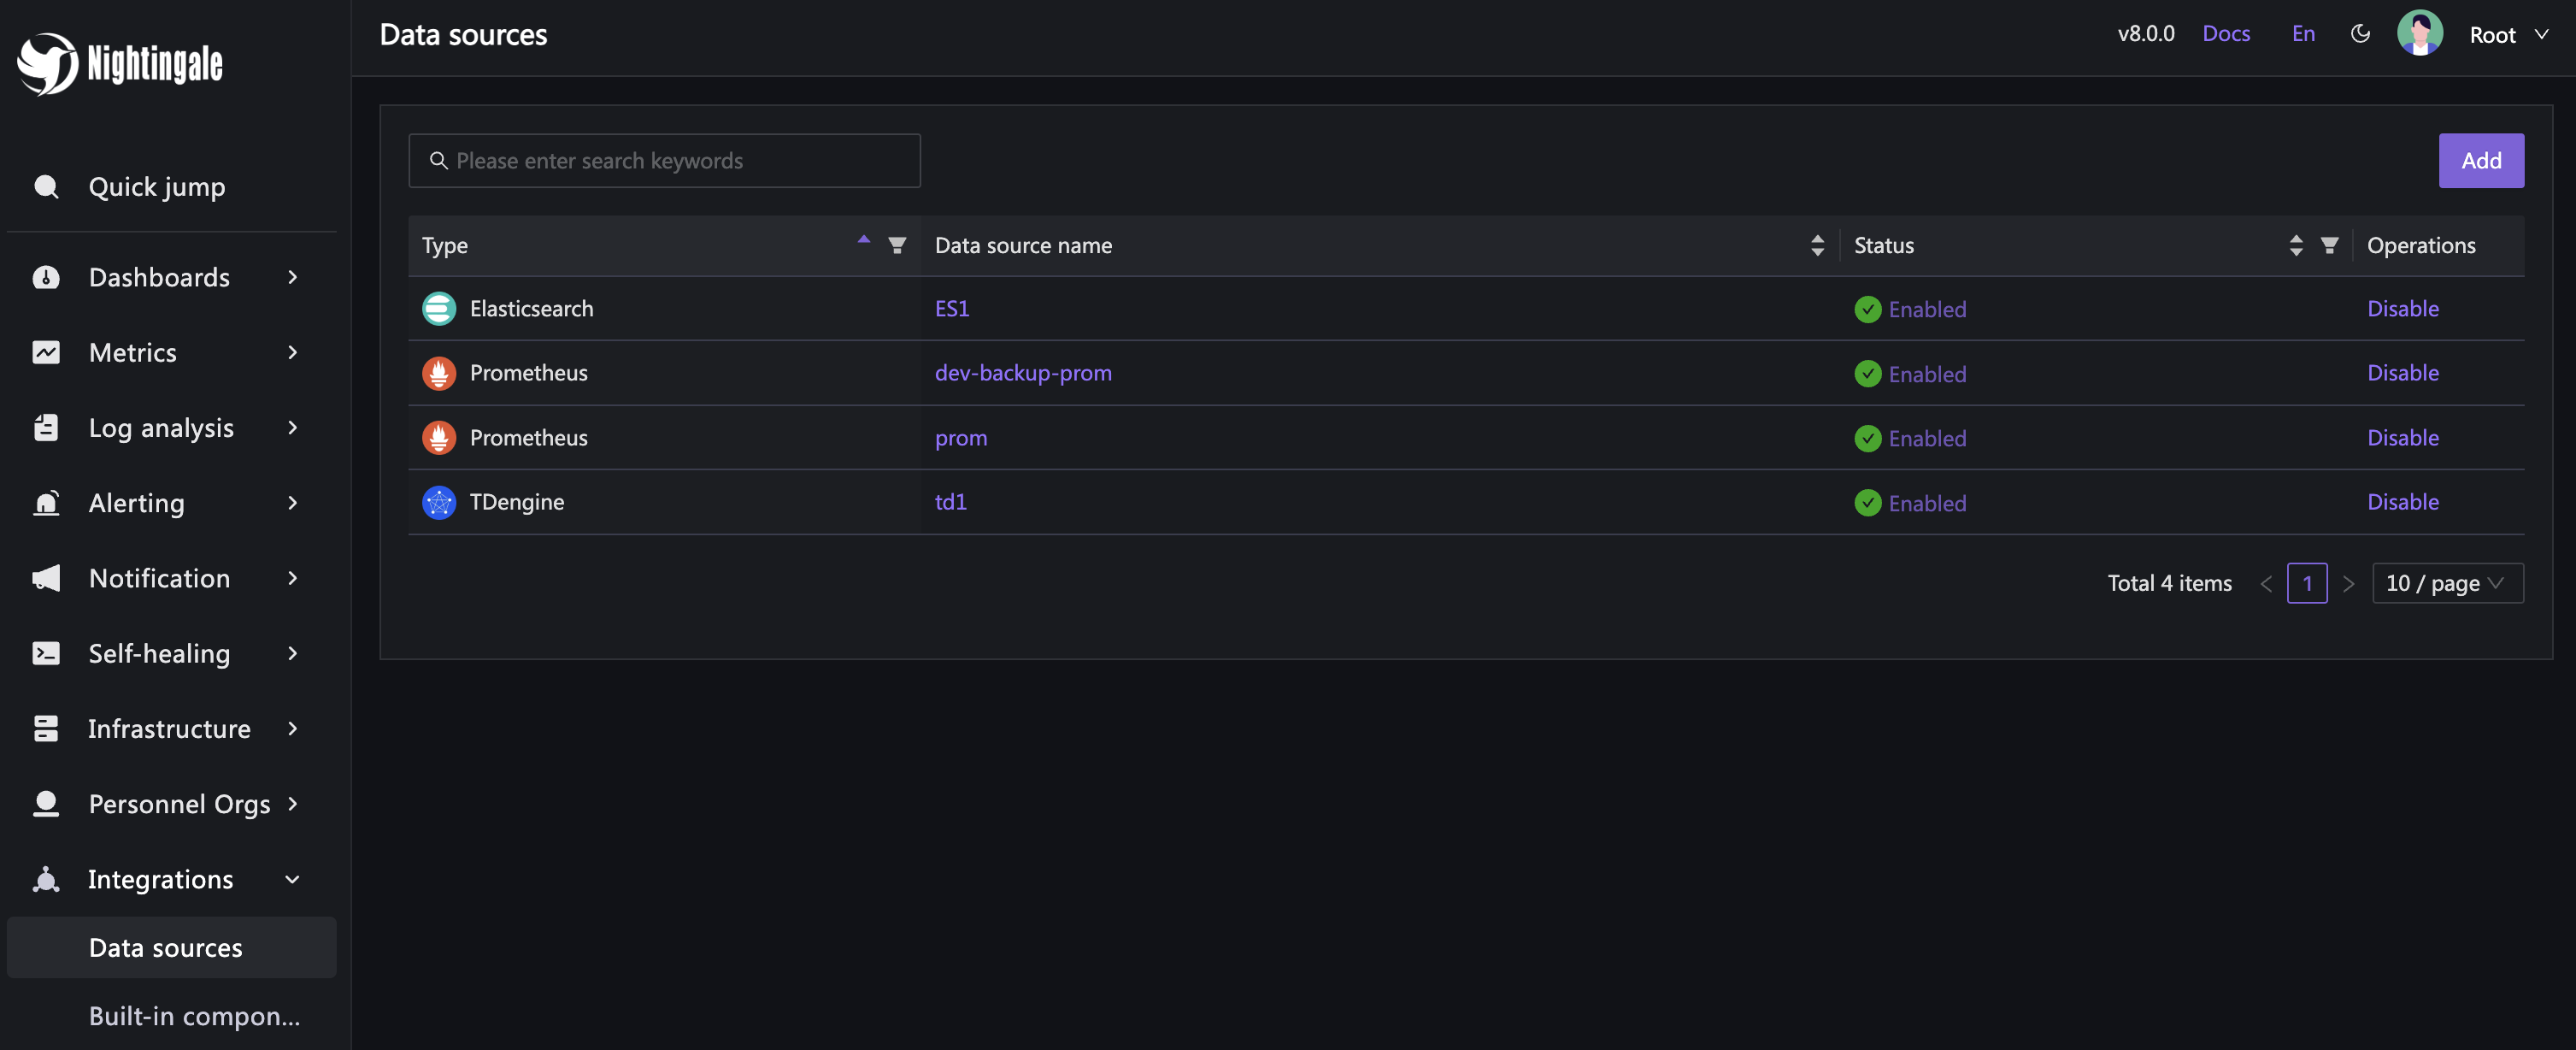 Nightingale
Quick jump
Dashboards
Metrics
Log analysis
Alerting
Notification
Self-healing
Infrastructure
Personnel Orgs
Integrations
Data sources
Built-in compon...
Data sources
v8.0.0 Docs En Root
Please enter search keywords
Add
Type Data source name Status Operations
Elasticsearch ES1 Enabled Disable
Prometheus dev-backup-prom Enabled Disable
Prometheus prom Enabled Disable
TDengine td1 Enabled Disable
Total 4 items 1 10 / page